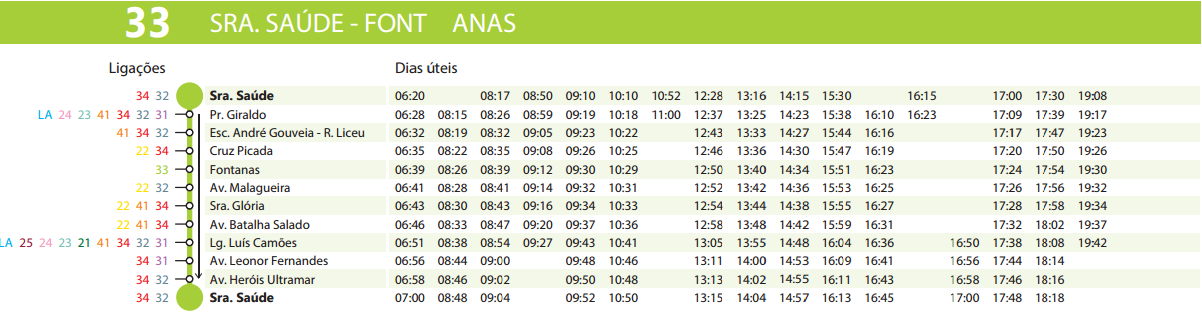 33 SRA. SAÚDE - FONT ANAS
Ligações Dias úteis
34 32 Sra. Saúde 06:20 08:17 08:50 09:10 10:10 10:52 12:28 13:16 14:15 15:30 16:15 17:00 17:30 19:08
LA 24 23 41 34 32 31 Pr. Giraldo 06:28 08:15 08:26 08:59 09:19 10:18 11:00 12:37 13:25 14:23 15:38 16:10 16:23 17:09 17:39 19:17
41 34 32 Esc. André Gouveia - R. Liceu 06:32 08:19 08:32 09:05 09:23 10:22 12:43 13:33 14:27 15:44 16:16 17:17 17:47 19:23
22 34 Cruz Picada 06:35 08:22 08:35 09:08 09:26 10:25 12:46 13:36 14:30 15:47 16:19 17:20 17:50 19:26
33 Fontanas 06:39 08:26 08:39 09:12 09:30 10:29 12:50 13:40 14:34 15:51 16:23 17:24 17:54 19:30
22 32 Av. Malagueira 06:41 08:28 08:41 09:14 09:32 10:31 12:52 13:42 14:36 15:53 16:25 17:26 17:56 19:32
22 41 34 Sra. Glória 06:43 08:30 08:43 09:16 09:34 10:33 12:54 13:44 14:38 15:55 16:27 17:28 17:58 19:34
22 41 34 Av. Batalha Salado 06:46 08:33 08:47 09:20 09:37 10:36 12:58 13:48 14:42 15:59 16:31 17:32 18:02 19:37
LA 25 24 23 21 41 34 32 31 Lg. Luís Camões 06:51 08:38 08:54 09:27 09:43 10:41 13:05 13:55 14:48 16:04 16:36 16:50 17:38 18:08 19:42
34 31 Av. Leonor Fernandes 06:56 08:44 09:00 09:48 10:46 13:11 14:00 14:53 16:09 16:41 16:56 17:44 18:14
34 32 Av. Heróis Ultramar 06:58 08:46 09:02 09:50 10:48 13:13 14:02 14:55 16:11 16:43 16:58 17:46 18:16
34 32 Sra. Saúde 07:00 08:48 09:04 09:52 10:50 13:15 14:04 14:57 16:13 16:45 17:00 17:48 18:18